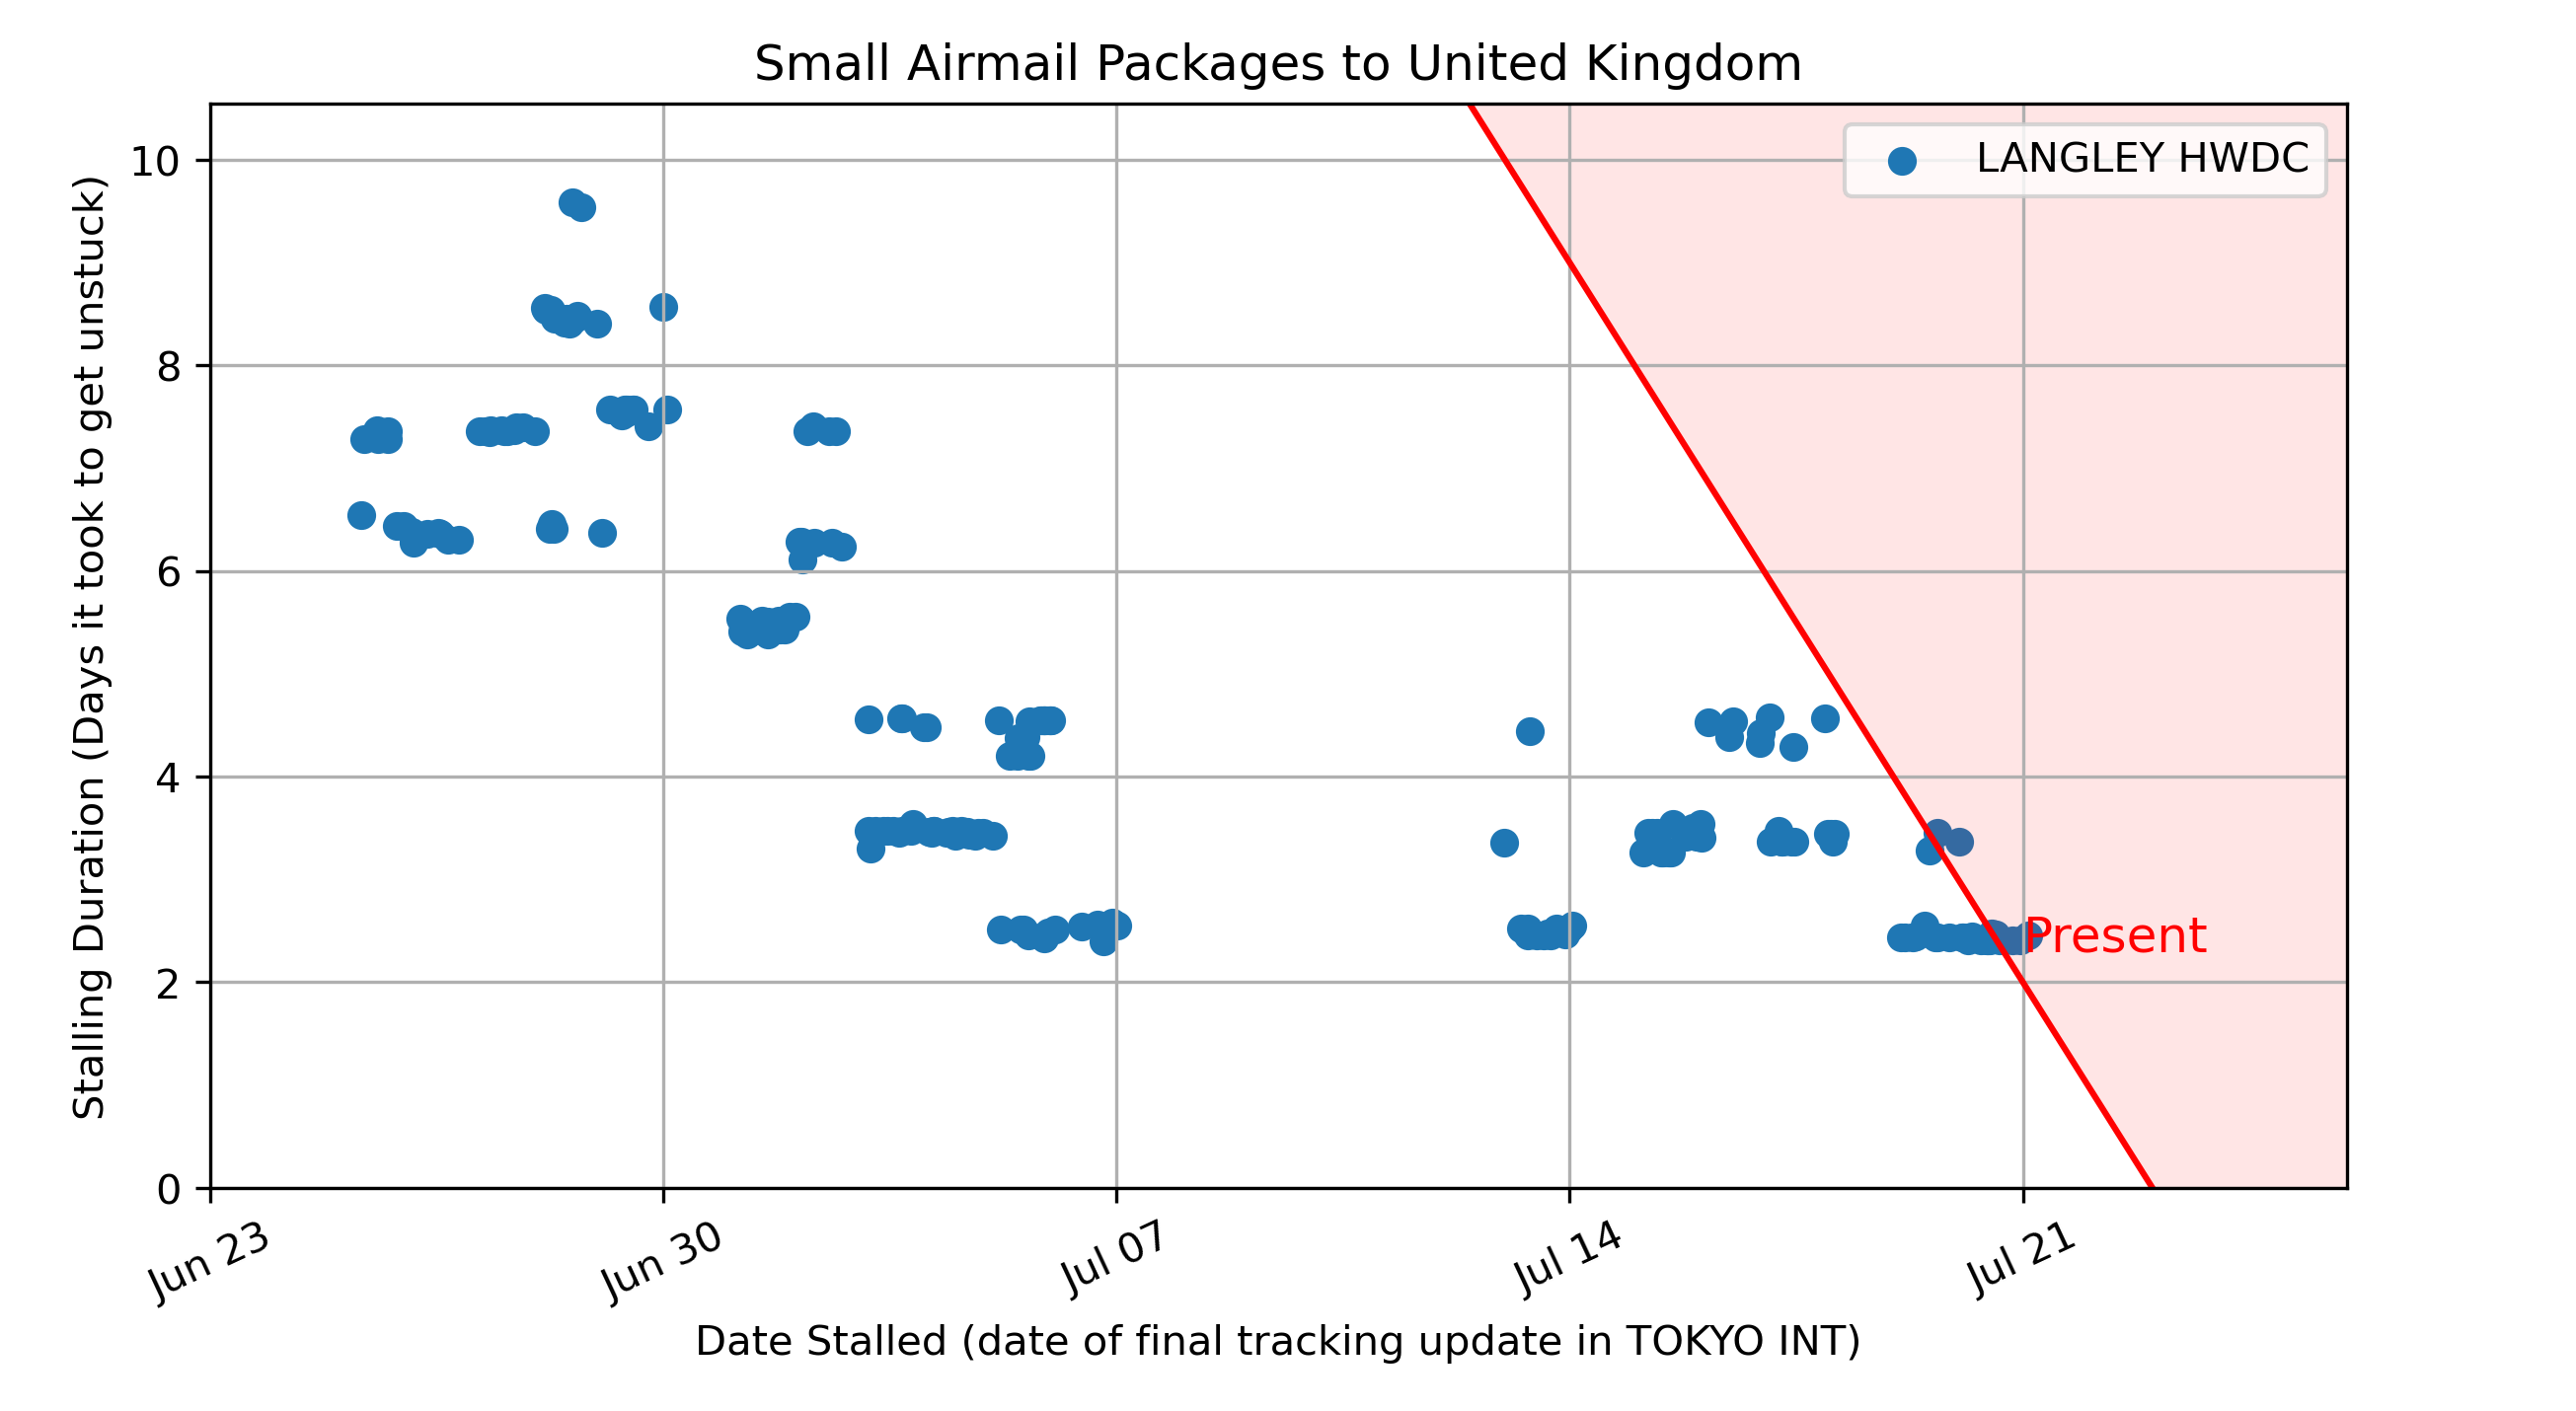 Small Airmail Packages to United Kingdom
LANGLEY HWDC
Stalling Duration (Days it took to get unstuck)
10
8
6
4
2
0
Present
Jun 23
Jun 30
Jul 07
Jul 14
Jul 21
Date Stalled (date of final tracking update in TOKYO INT)